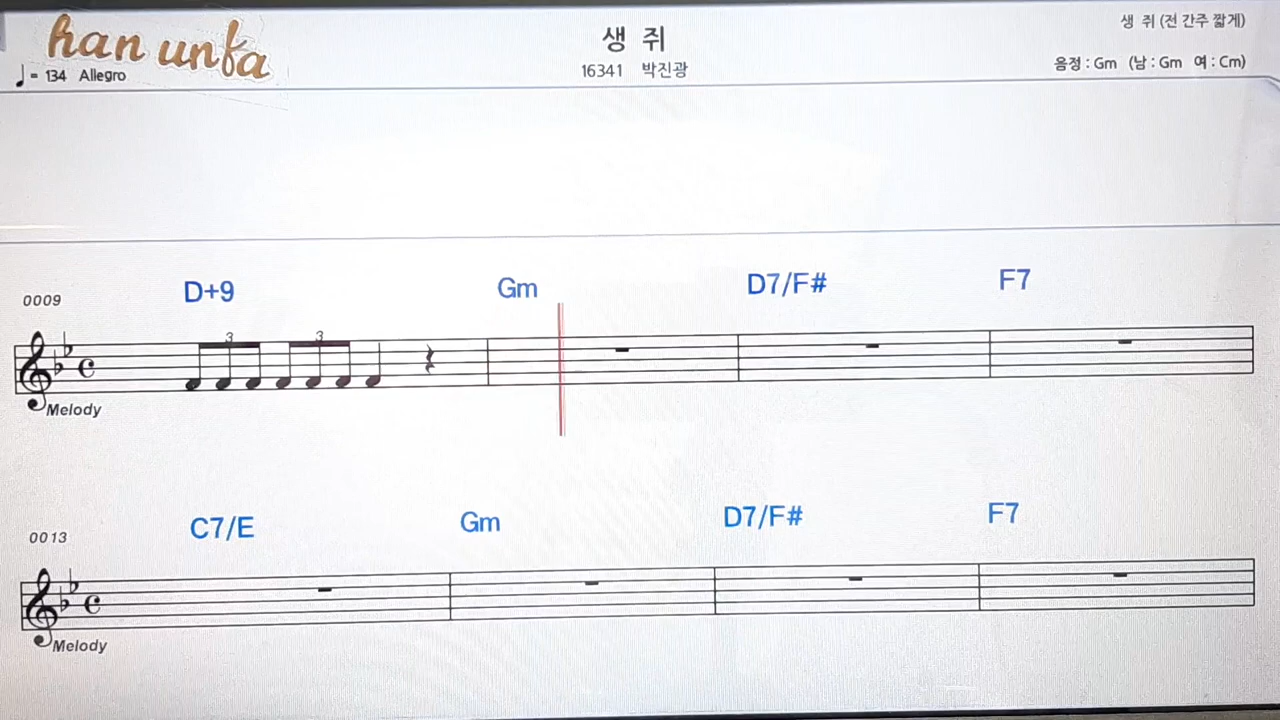 han unfa
♩= 134 Allegro
생 쥐
16341 박진광
생 쥐 (전 간주 짧게)
음정 : Gm (남 : Gm 여 : Cm)
0009
D+9 Gm D7/F# F7
3 3
Melody
0013
C7/E Gm D7/F# F7
Melody